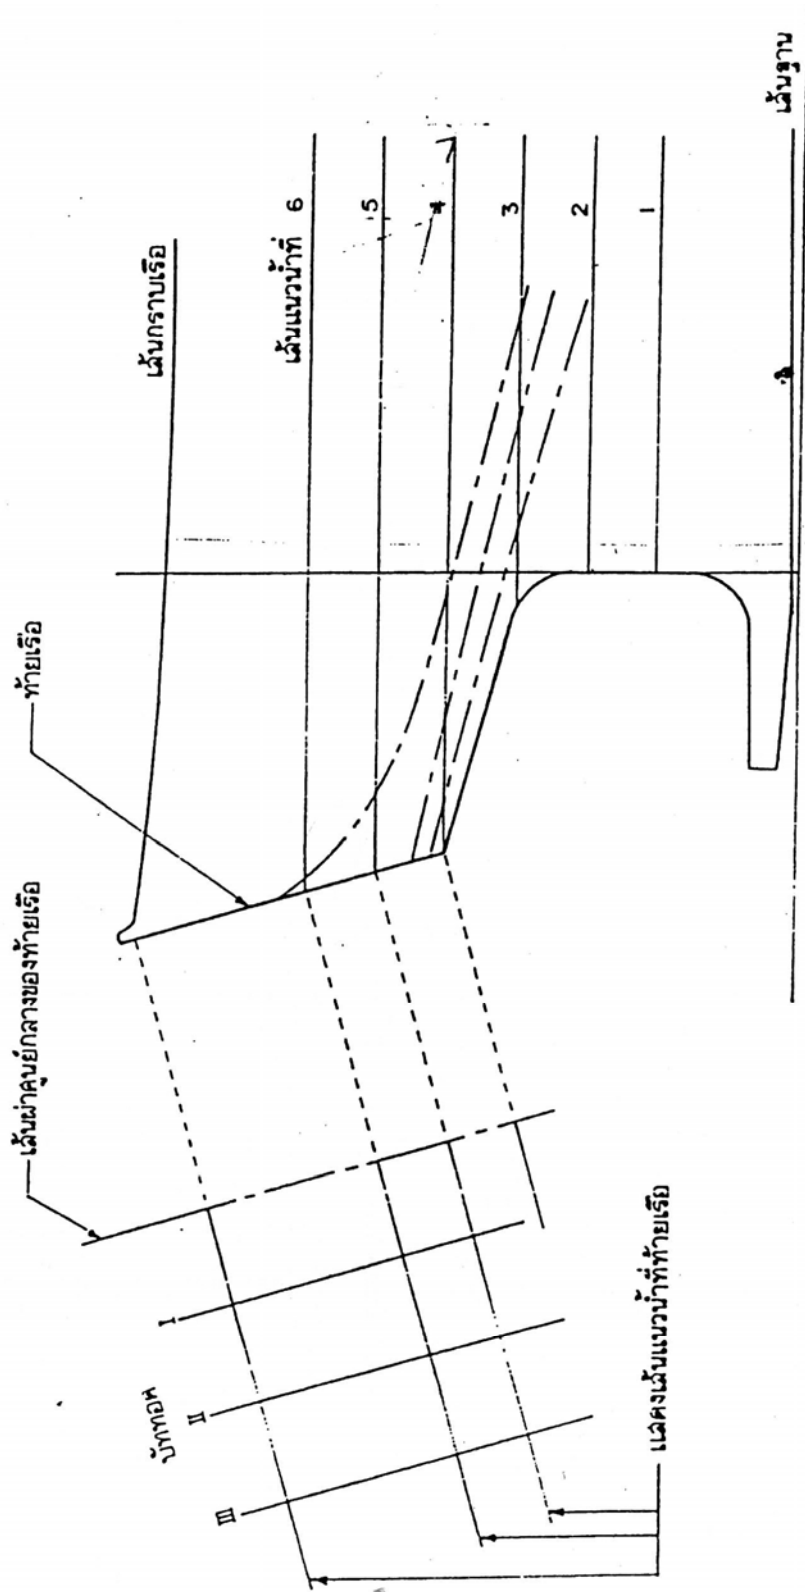 เส้นผ่าศูนย์กลางของท้ายเรือ
ท้ายเรือ
เส้นกราบเรือ
เส้นแนวน้ำที่
6
5
4
3
2
1
เส้นฐาน
บัททอค
I
II
III
แสดงเส้นแนวน้ำที่ท้ายเรือ